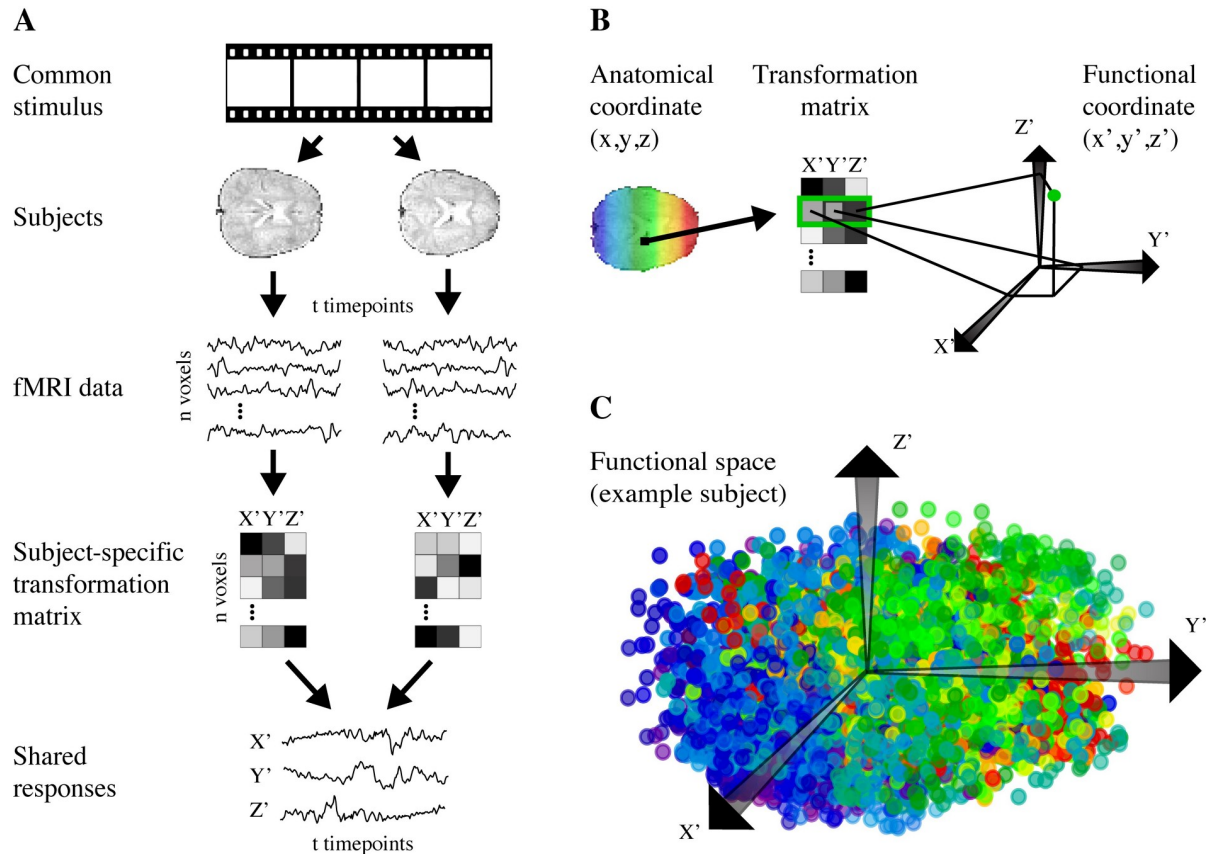 A
Common
stimulus
Subjects
t timepoints
n voxels
fMRI data
X' Y' Z'
X' Y' Z'
n voxels
Subject-specific
transformation
matrix
Shared
responses
X'
Y'
Z'
t timepoints
B
Anatomical
coordinate
(x,y,z)
Transformation
matrix
X' Y' Z'
Functional
coordinate
(x',y',z')
Z'
Y'
X'
C
Functional space
(example subject)
Z'
Y'
X'